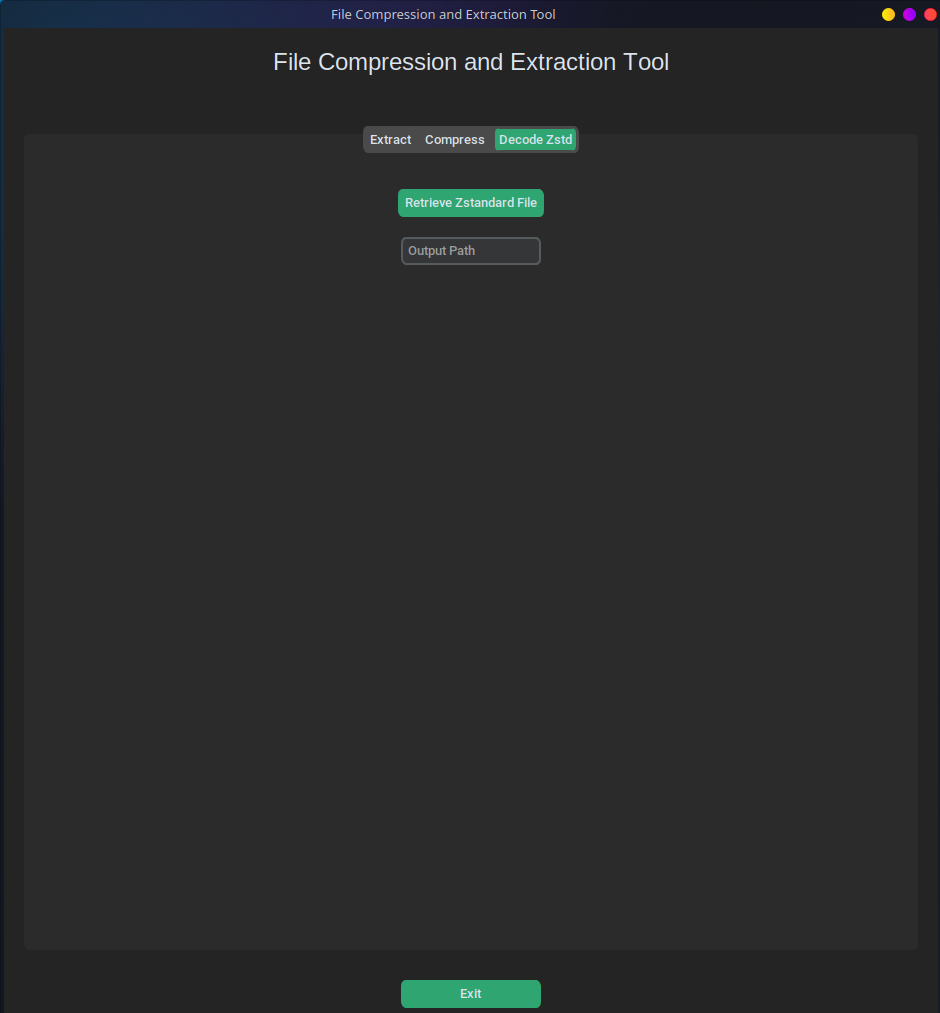 File Compression and Extraction Tool
File Compression and Extraction Tool
Extract Compress Decode Zstd
Retrieve Zstandard File
Output Path
Exit